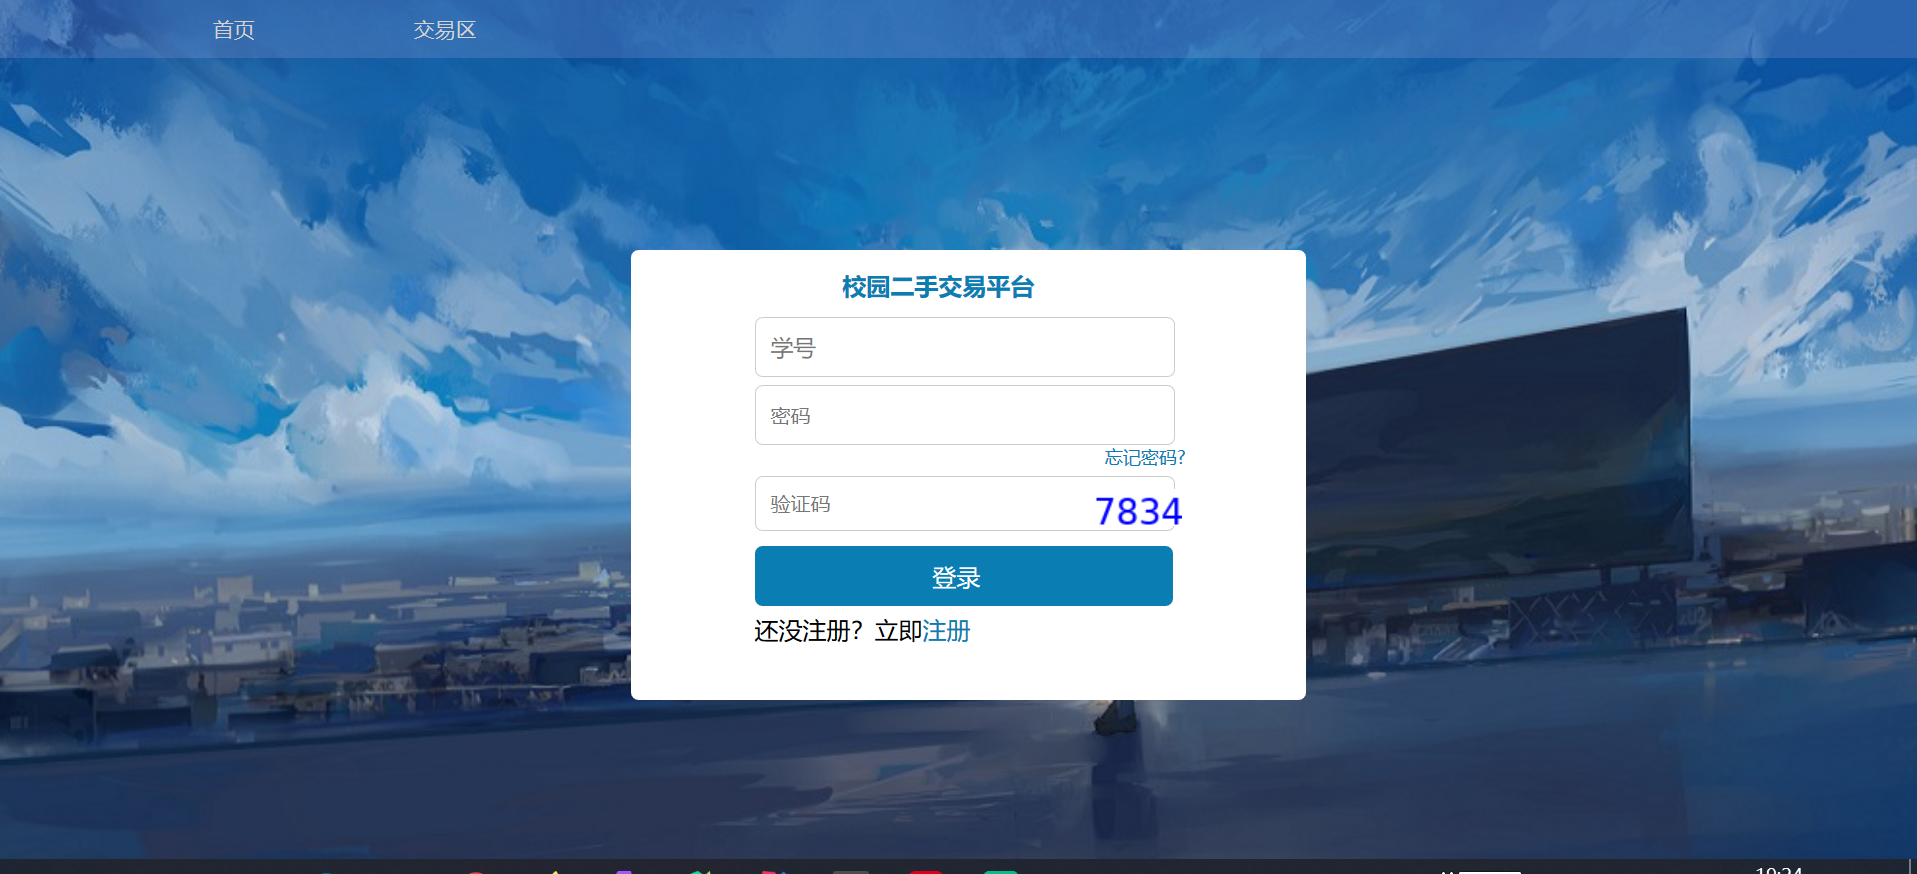 首页 交易区
校园二手交易平台
学号
密码
忘记密码?
验证码 7834
登录
还没注册？立即注册